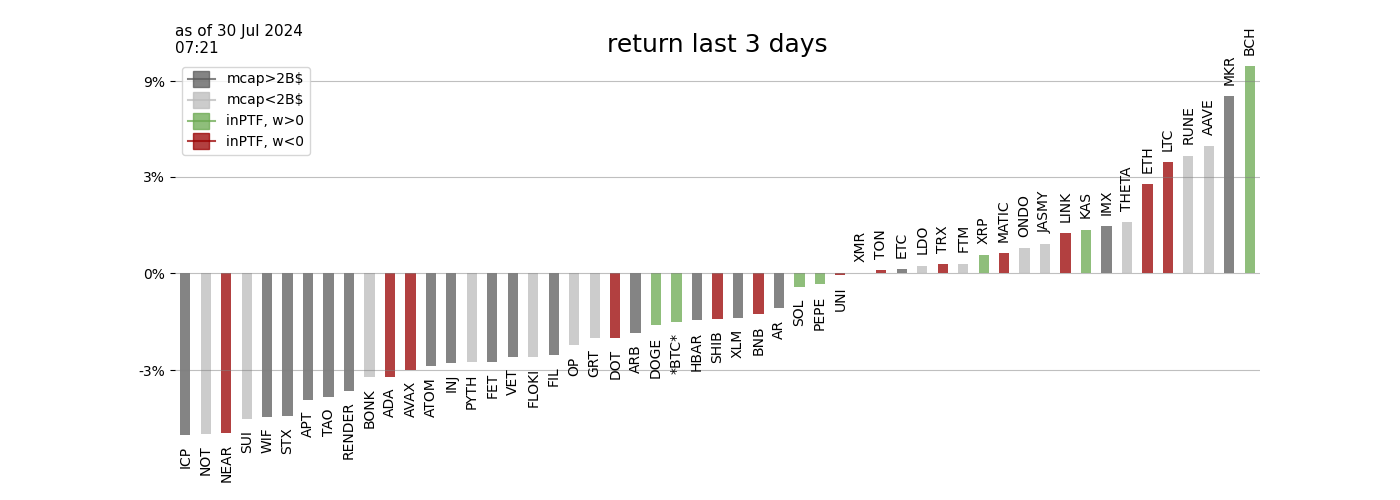 as of 30 Jul 2024
07:21
return last 3 days
mcap>2B$
mcap<2B$
inPTF, w>0
inPTF, w<0
9%
3%
0%
-3%
ICP
NOT
NEAR
SUI
WIF
STX
APT
TAO
RENDER
BONK
ADA
AVAX
ATOM
INJ
PYTH
FET
VET
FLOKI
FIL
OP
GRT
DOT
ARB
DOGE
*BTC*
HBAR
SHIB
XLM
BNB
AR
SOL
PEPE
UNI
XMR
TON
ETC
LDO
TRX
FTM
XRP
MATIC
ONDO
JASMY
LINK
KAS
IMX
THETA
ETH
LTC
RUNE
AAVE
MKR
BCH